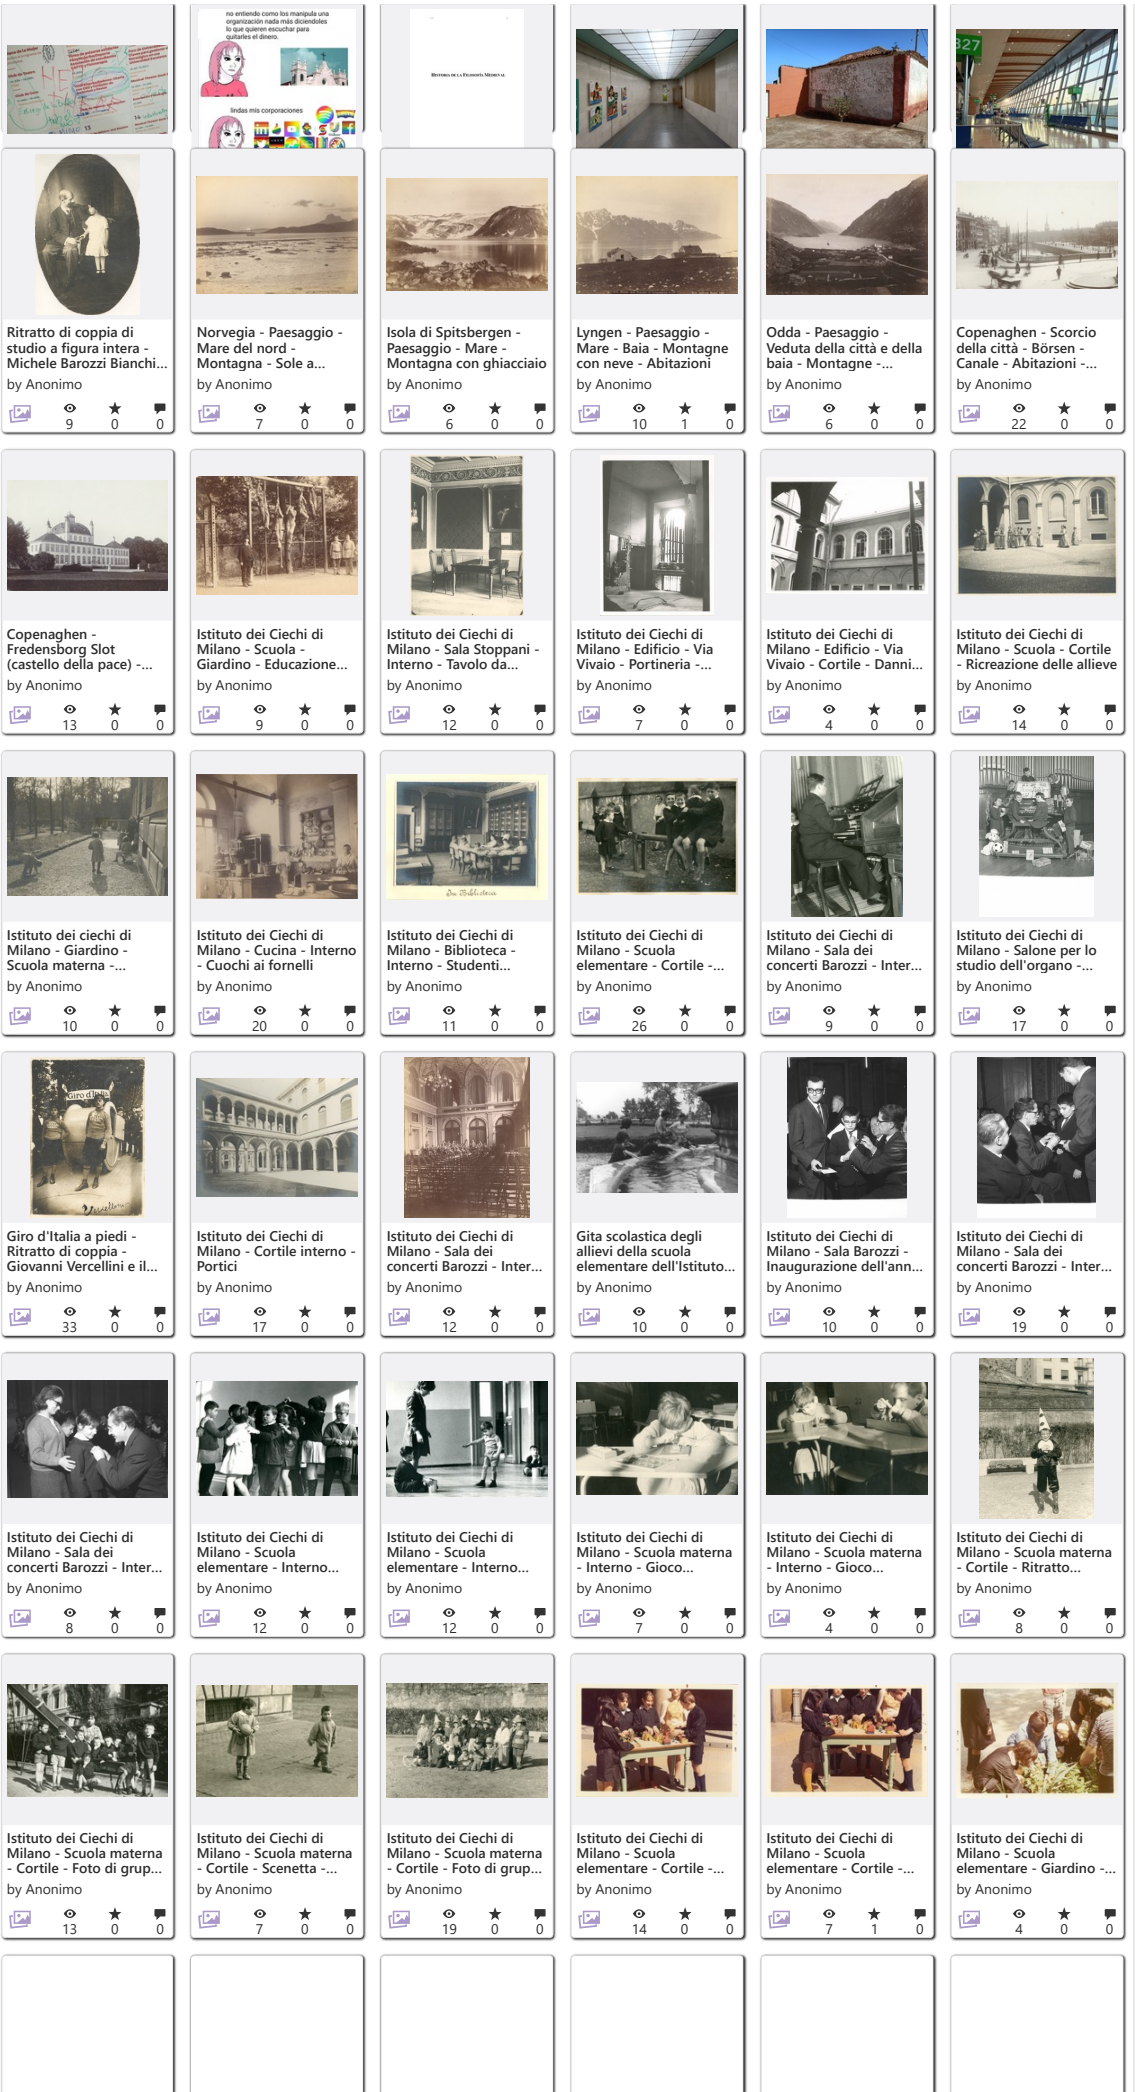 no entiendo como los manipula una
organización nada más diciendoles
lo que quieren escuchar para
quitarles el dinero.
lindas mis corporaciones
HISTORIA DE LA FILOSOFÍA MEDIEVAL
327
Ritratto di coppia di
studio a figura intera -
Michele Barozzi Bianchi...
by Anonimo
9 0 0
Norvegia - Paesaggio -
Mare del nord -
Montagna - Sole a...
by Anonimo
7 0 0
Isola di Spitsbergen -
Paesaggio - Mare -
Montagna con ghiacciaio
by Anonimo
6 0 0
Lyngen - Paesaggio -
Mare - Baia - Montagne
con neve - Abitazioni
by Anonimo
10 1 0
Odda - Paesaggio -
Veduta della città e della
baia - Montagne -...
by Anonimo
6 0 0
Copenaghen - Scorcio
della città - Börsen -
Canale - Abitazioni -...
by Anonimo
22 0 0
Copenaghen -
Fredensborg Slot
(castello della pace) -...
by Anonimo
13 0 0
Istituto dei Ciechi di
Milano - Scuola -
Giardino - Educazione...
by Anonimo
9 0 0
Istituto dei Ciechi di
Milano - Sala Stoppani -
Interno - Tavolo da...
by Anonimo
12 0 0
Istituto dei Ciechi di
Milano - Edificio - Via
Vivaio - Portineria -...
by Anonimo
7 0 0
Istituto dei Ciechi di
Milano - Edificio - Via
Vivaio - Cortile - Danni...
by Anonimo
4 0 0
Istituto dei Ciechi di
Milano - Scuola - Cortile
- Ricreazione delle allieve
by Anonimo
14 0 0
Istituto dei ciechi di
Milano - Giardino -
Scuola materna -...
by Anonimo
10 0 0
Istituto dei Ciechi di
Milano - Cucina - Interno
- Cuochi ai fornelli
by Anonimo
20 0 0
Biblioteca
Istituto dei Ciechi di
Milano - Biblioteca -
Interno - Studenti...
by Anonimo
11 0 0
Istituto dei Ciechi di
Milano - Scuola
elementare - Cortile -...
by Anonimo
26 0 0
Istituto dei Ciechi di
Milano - Sala dei
concerti Barozzi - Inter...
by Anonimo
9 0 0
Istituto dei Ciechi di
Milano - Salone per lo
studio dell'organo -...
by Anonimo
17 0 0
Giro d'Italia
Vercellini
Giro d'Italia a piedi -
Ritratto di coppia -
Giovanni Vercellini e il...
by Anonimo
33 0 0
Istituto dei Ciechi di
Milano - Cortile interno -
Portici
by Anonimo
17 0 0
Istituto dei Ciechi di
Milano - Sala dei
concerti Barozzi - Inter...
by Anonimo
12 0 0
Gita scolastica degli
allievi della scuola
elementare dell'Istituto...
by Anonimo
10 0 0
Istituto dei Ciechi di
Milano - Sala Barozzi -
Inaugurazione dell'ann...
by Anonimo
10 0 0
Istituto dei Ciechi di
Milano - Sala dei
concerti Barozzi - Inter...
by Anonimo
19 0 0
Istituto dei Ciechi di
Milano - Sala dei
concerti Barozzi - Inter...
by Anonimo
8 0 0
Istituto dei Ciechi di
Milano - Scuola
elementare - Interno...
by Anonimo
12 0 0
Istituto dei Ciechi di
Milano - Scuola
elementare - Interno...
by Anonimo
12 0 0
Istituto dei Ciechi di
Milano - Scuola materna
- Interno - Gioco...
by Anonimo
7 0 0
Istituto dei Ciechi di
Milano - Scuola materna
- Interno - Gioco...
by Anonimo
4 0 0
Istituto dei Ciechi di
Milano - Scuola materna
- Cortile - Ritratto...
by Anonimo
8 0 0
Istituto dei Ciechi di
Milano - Scuola materna
- Cortile - Foto di grup...
by Anonimo
13 0 0
Istituto dei Ciechi di
Milano - Scuola materna
- Cortile - Scenetta -...
by Anonimo
7 0 0
Istituto dei Ciechi di
Milano - Scuola materna
- Cortile - Foto di grup...
by Anonimo
19 0 0
Istituto dei Ciechi di
Milano - Scuola
elementare - Cortile -...
by Anonimo
14 0 0
Istituto dei Ciechi di
Milano - Scuola
elementare - Cortile -...
by Anonimo
7 1 0
Istituto dei Ciechi di
Milano - Scuola
elementare - Giardino -...
by Anonimo
4 0 0